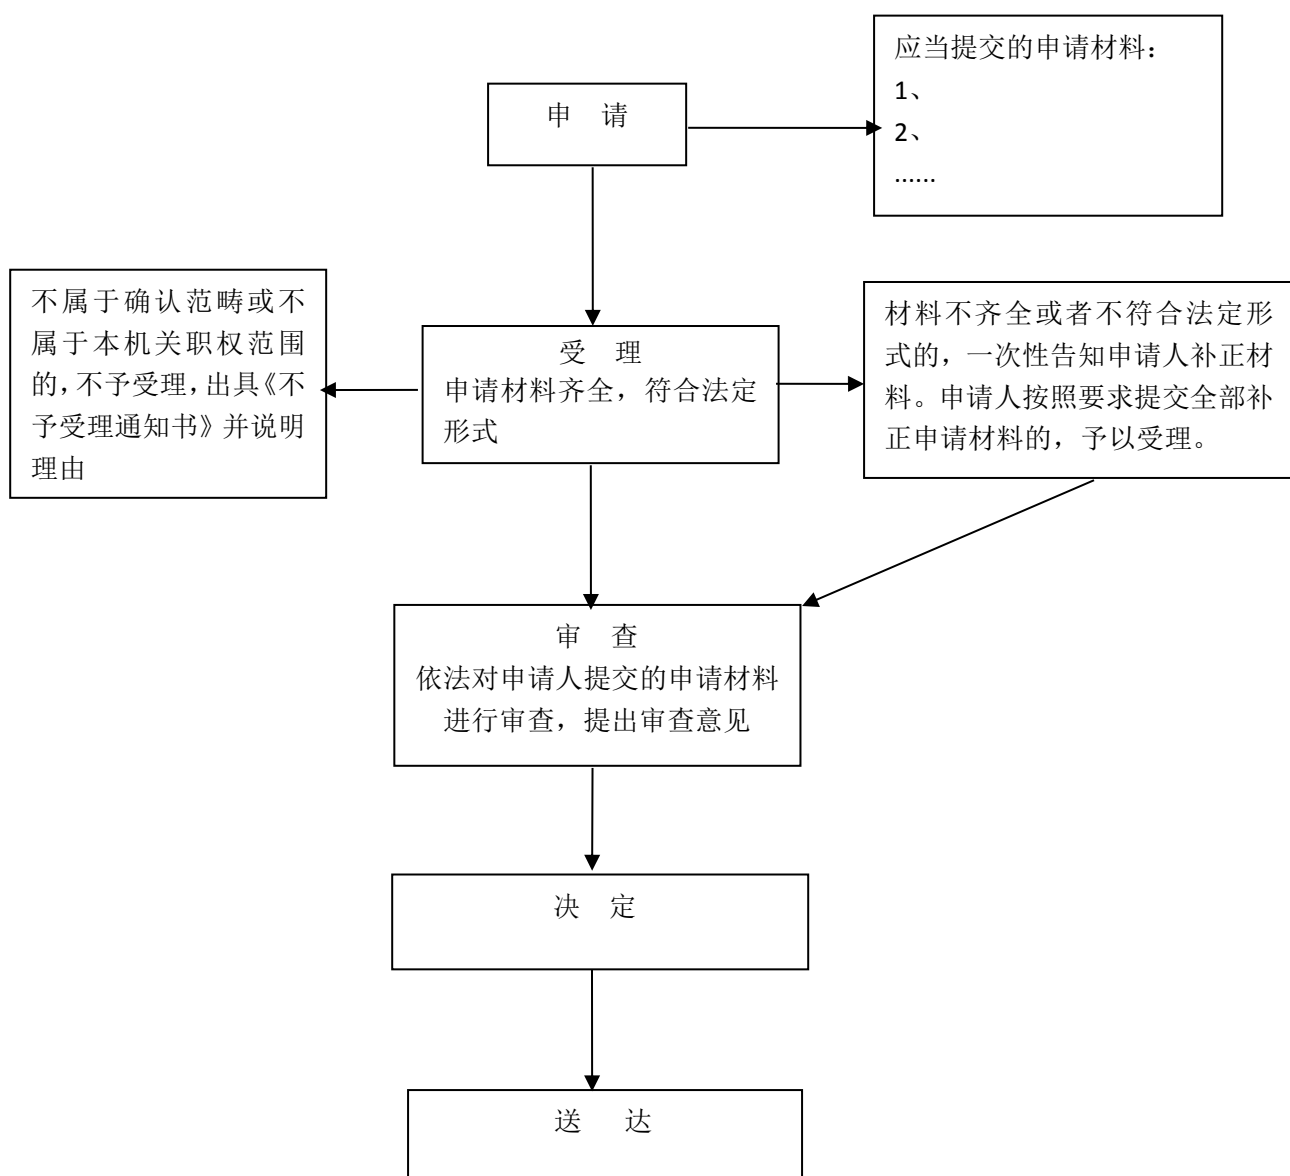 应当提交的申请材料：
1、
2、
......
申 请
不属于确认范畴或不
属于本机关职权范围
的，不予受理，出具《不
予受理通知书》并说明
理由
受 理
申请材料齐全，符合法定
形式
材料不齐全或者不符合法定形
式的，一次性告知申请人补正材
料。申请人按照要求提交全部补
正申请材料的，予以受理。
审 查
依法对申请人提交的申请材料
进行审查，提出审查意见
决 定
送 达